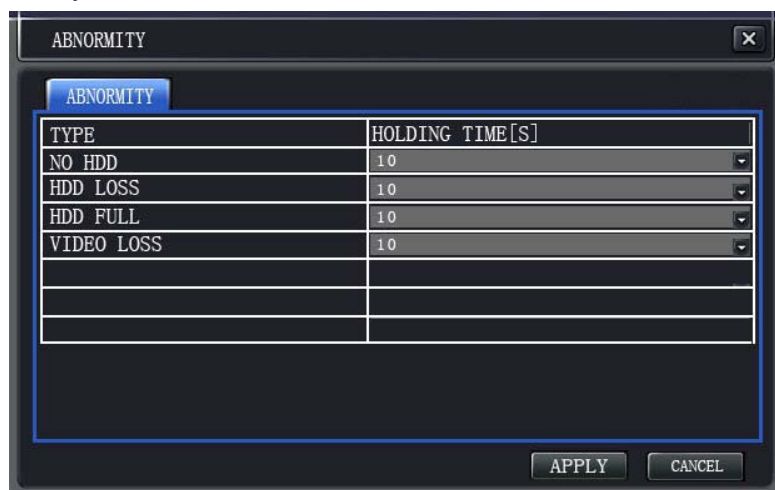 ABNORMITY
ABNORMITY
TYPE HOLDING TIME[S]
NO HDD 10
HDD LOSS 10
HDD FULL 10
VIDEO LOSS 10
APPLY CANCEL